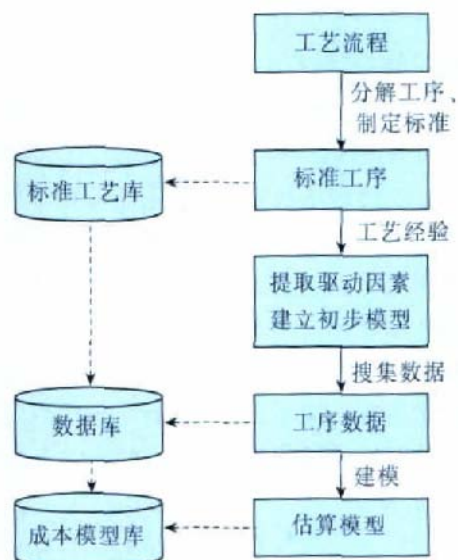 工艺流程
分解工序、
制定标准
标准工艺库
标准工序
工艺经验
提取驱动因素
建立初步模型
搜集数据
数据库
工序数据
建模
成本模型库
估算模型